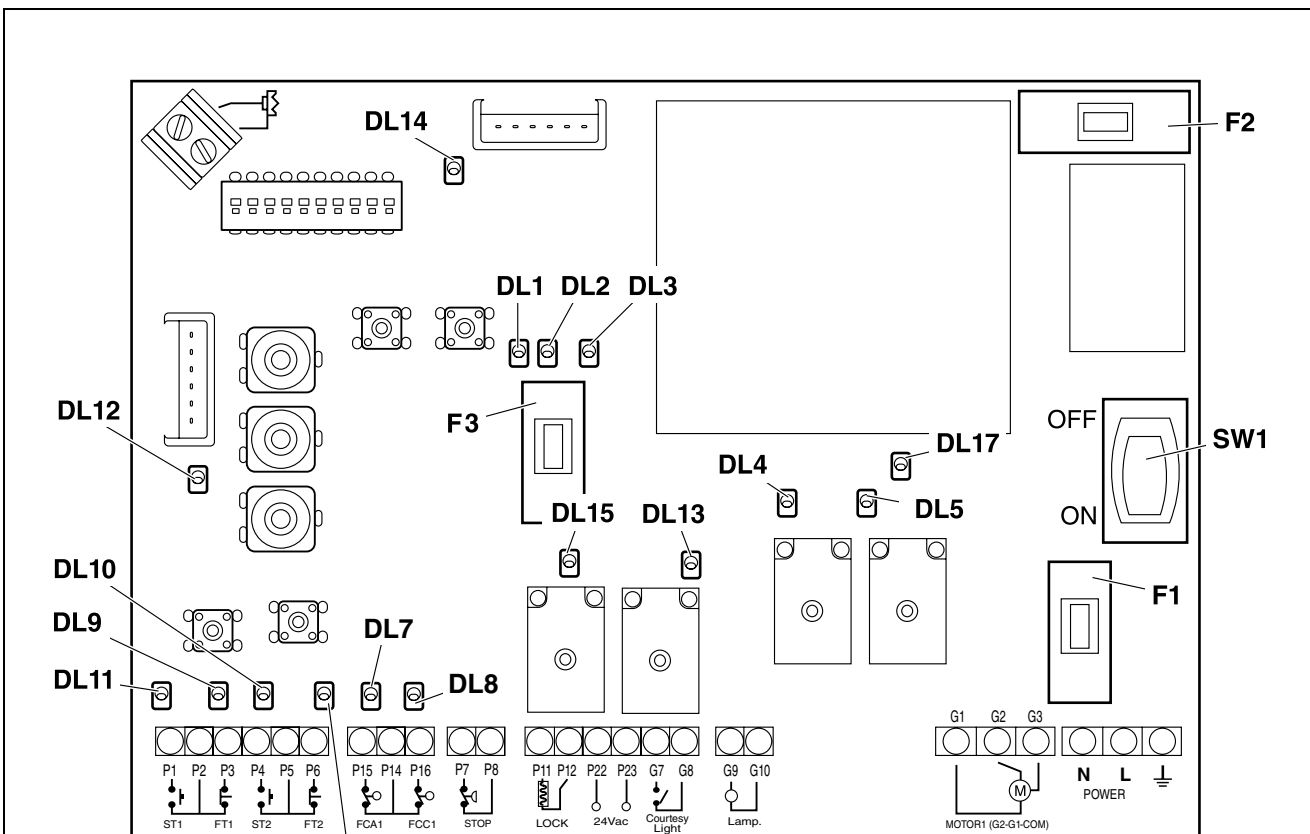 DL14
F2
DL1 DL2 DL3
DL12
F3
OFF
SW1
ON
DL17
DL4
DL5
DL15 DL13
DL10
F1
DL9
DL7
DL11
DL8
G1 G2 G3
P1 P2 P3 P4 P5 P6 P15 P14 P16 P7 P8 P11 P12 P22 P23 G7 G8 G9 G10
N L
M
POWER
ST1 FT1 ST2 FT2 FCA1 FCC1 STOP LOCK 24Vac Courtesy Light Lamp. MOTOR1 (G2-G1-COM)